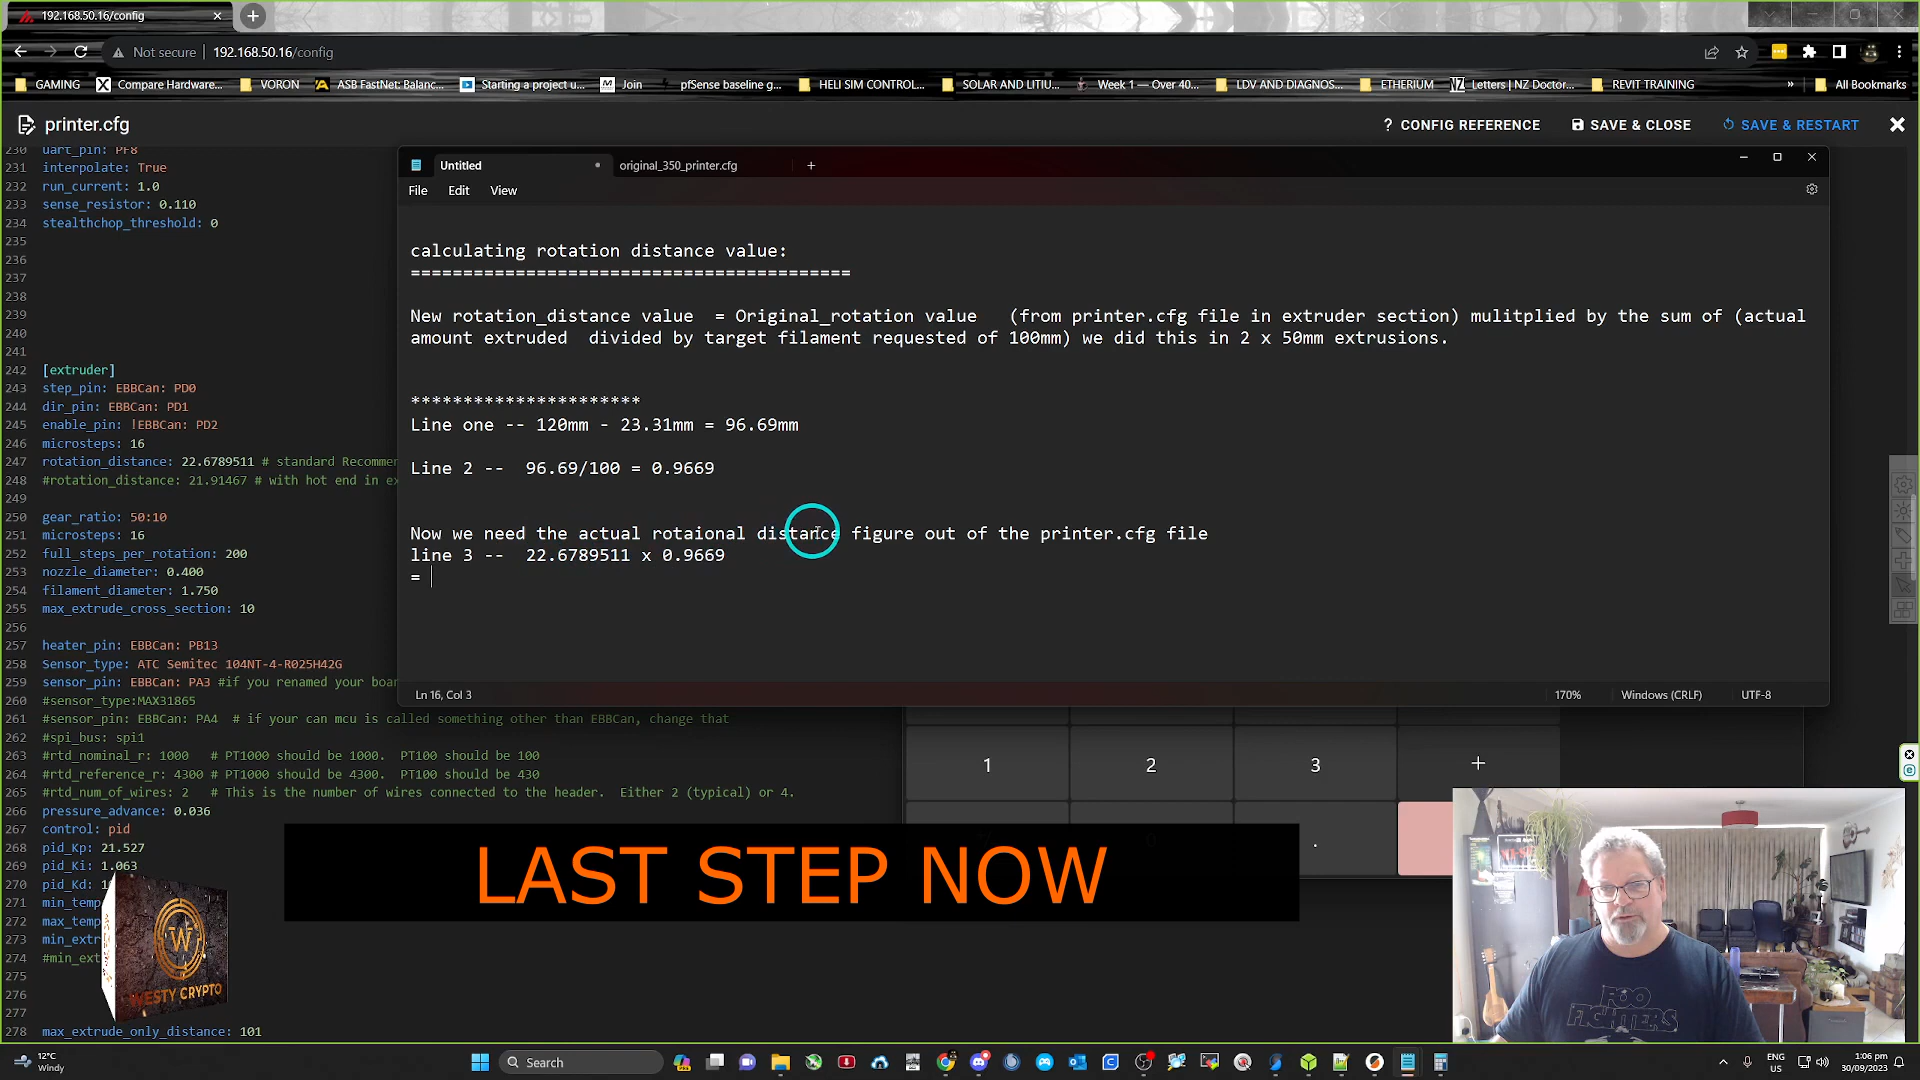 192.168.50.16/config
Not secure
192.168.50.16/config
GAMING
Compare Hardware...
VORON
ASB FastNet: Balanc...
Starting a project u...
Join
pfSense baseline g...
HELI SIM CONTROL...
SOLAR AND LITIU...
Week 1 — Over 40...
LDV AND DIAGNOS...
ETHERIUM
Letters | NZ Doctor...
REVIT TRAINING
»
All Bookmarks
printer.cfg
? CONFIG REFERENCE
SAVE & CLOSE
SAVE & RESTART
230 uart_pin: PF8
231 interpolate: True
232 run_current: 1.0
233 sense_resistor: 0.110
234 stealthchop_threshold: 0
235
236
237
238
239
240
241
242 [extruder]
243 step_pin: EBBCan: PD0
244 dir_pin: EBBCan: PD1
245 enable_pin: !EBBCan: PD2
246 microsteps: 16
247 rotation_distance: 22.6789511 # standard Recommen
248 #rotation_distance: 21.91467 # with hot end in ex
249
250 gear_ratio: 50:10
251 microsteps: 16
252 full_steps_per_rotation: 200
253 nozzle_diameter: 0.400
254 filament_diameter: 1.750
255 max_extrude_cross_section: 10
256
257 heater_pin: EBBCan: PB13
258 Sensor_type: ATC Semitec 104NT-4-R025H42G
259 sensor_pin: EBBCan: PA3 #if you renamed your boar
260 #sensor_type:MAX31865
261 #sensor_pin: EBBCan: PA4 # if your can mcu is called something other than EBBCan, change that
262 #spi_bus: spi1
263 #rtd_nominal_r: 1000 # PT1000 should be 1000. PT100 should be 100
264 #rtd_reference_r: 4300 # PT1000 should be 4300. PT100 should be 430
265 #rtd_num_of_wires: 2 # This is the number of wires connected to the header. Either 2 (typical) or 4.
266 pressure_advance: 0.036
267 control: pid
268 pid_Kp: 21.527
269 pid_Ki: 1.063
270 pid_Kd: 1
271 min_temp
272 max_temp
273 min_extr
274 #min_ext
275
276
277
278 max_extrude_only_distance: 101
Untitled
original_350_printer.cfg
File
Edit
View
calculating rotation distance value:
==========================================
New rotation_distance value = Original_rotation value (from printer.cfg file in extruder section) mulitplied by the sum of (actual
amount extruded divided by target filament requested of 100mm) we did this in 2 x 50mm extrusions.
**********************
Line one -- 120mm - 23.31mm = 96.69mm
Line 2 -- 96.69/100 = 0.9669
Now we need the actual rotaional distance figure out of the printer.cfg file
line 3 -- 22.6789511 x 0.9669
=
Ln 16, Col 3
170%
Windows (CRLF)
UTF-8
1
2
3
+
.
LAST STEP NOW
W
WESTY CRYPTO
FOO
FIGHTERS
12°C
Windy
Search
ENG
US
1:06 pm
30/09/2023